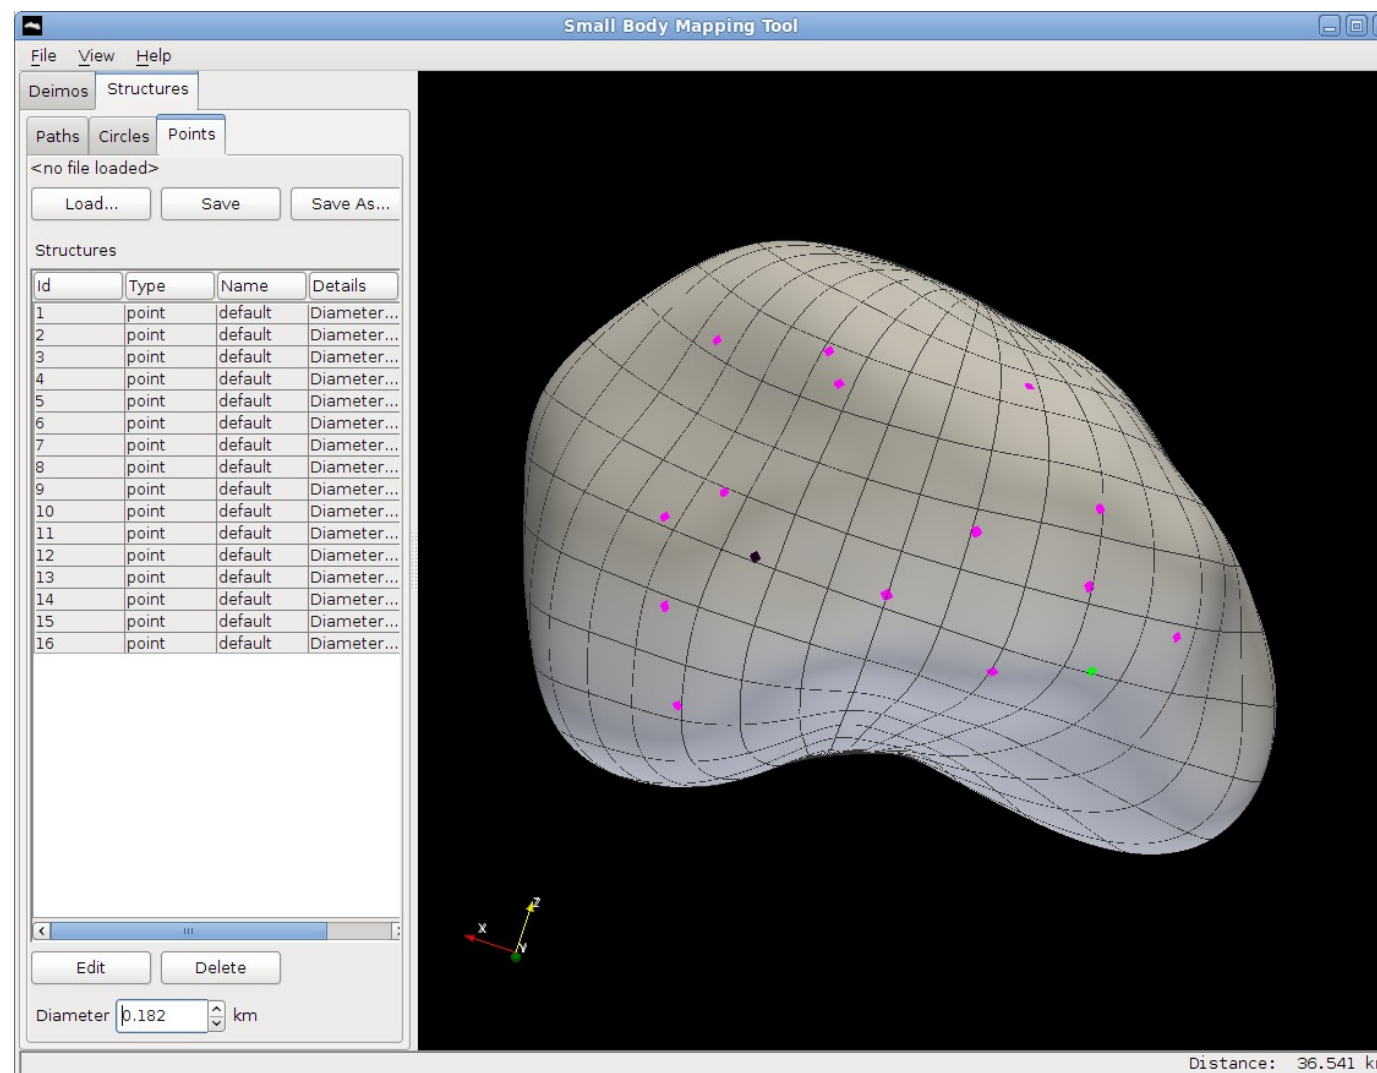 Small Body Mapping Tool
File View Help
Deimos Structures
Paths Circles Points
<no file loaded>
Load... Save Save As...
Structures
Id Type Name Details
1 point default Diameter...
2 point default Diameter...
3 point default Diameter...
4 point default Diameter...
5 point default Diameter...
6 point default Diameter...
7 point default Diameter...
8 point default Diameter...
9 point default Diameter...
10 point default Diameter...
11 point default Diameter...
12 point default Diameter...
13 point default Diameter...
14 point default Diameter...
15 point default Diameter...
16 point default Diameter...
Z
X
Y
Edit Delete
Diameter 0.182 km
Distance: 36.541